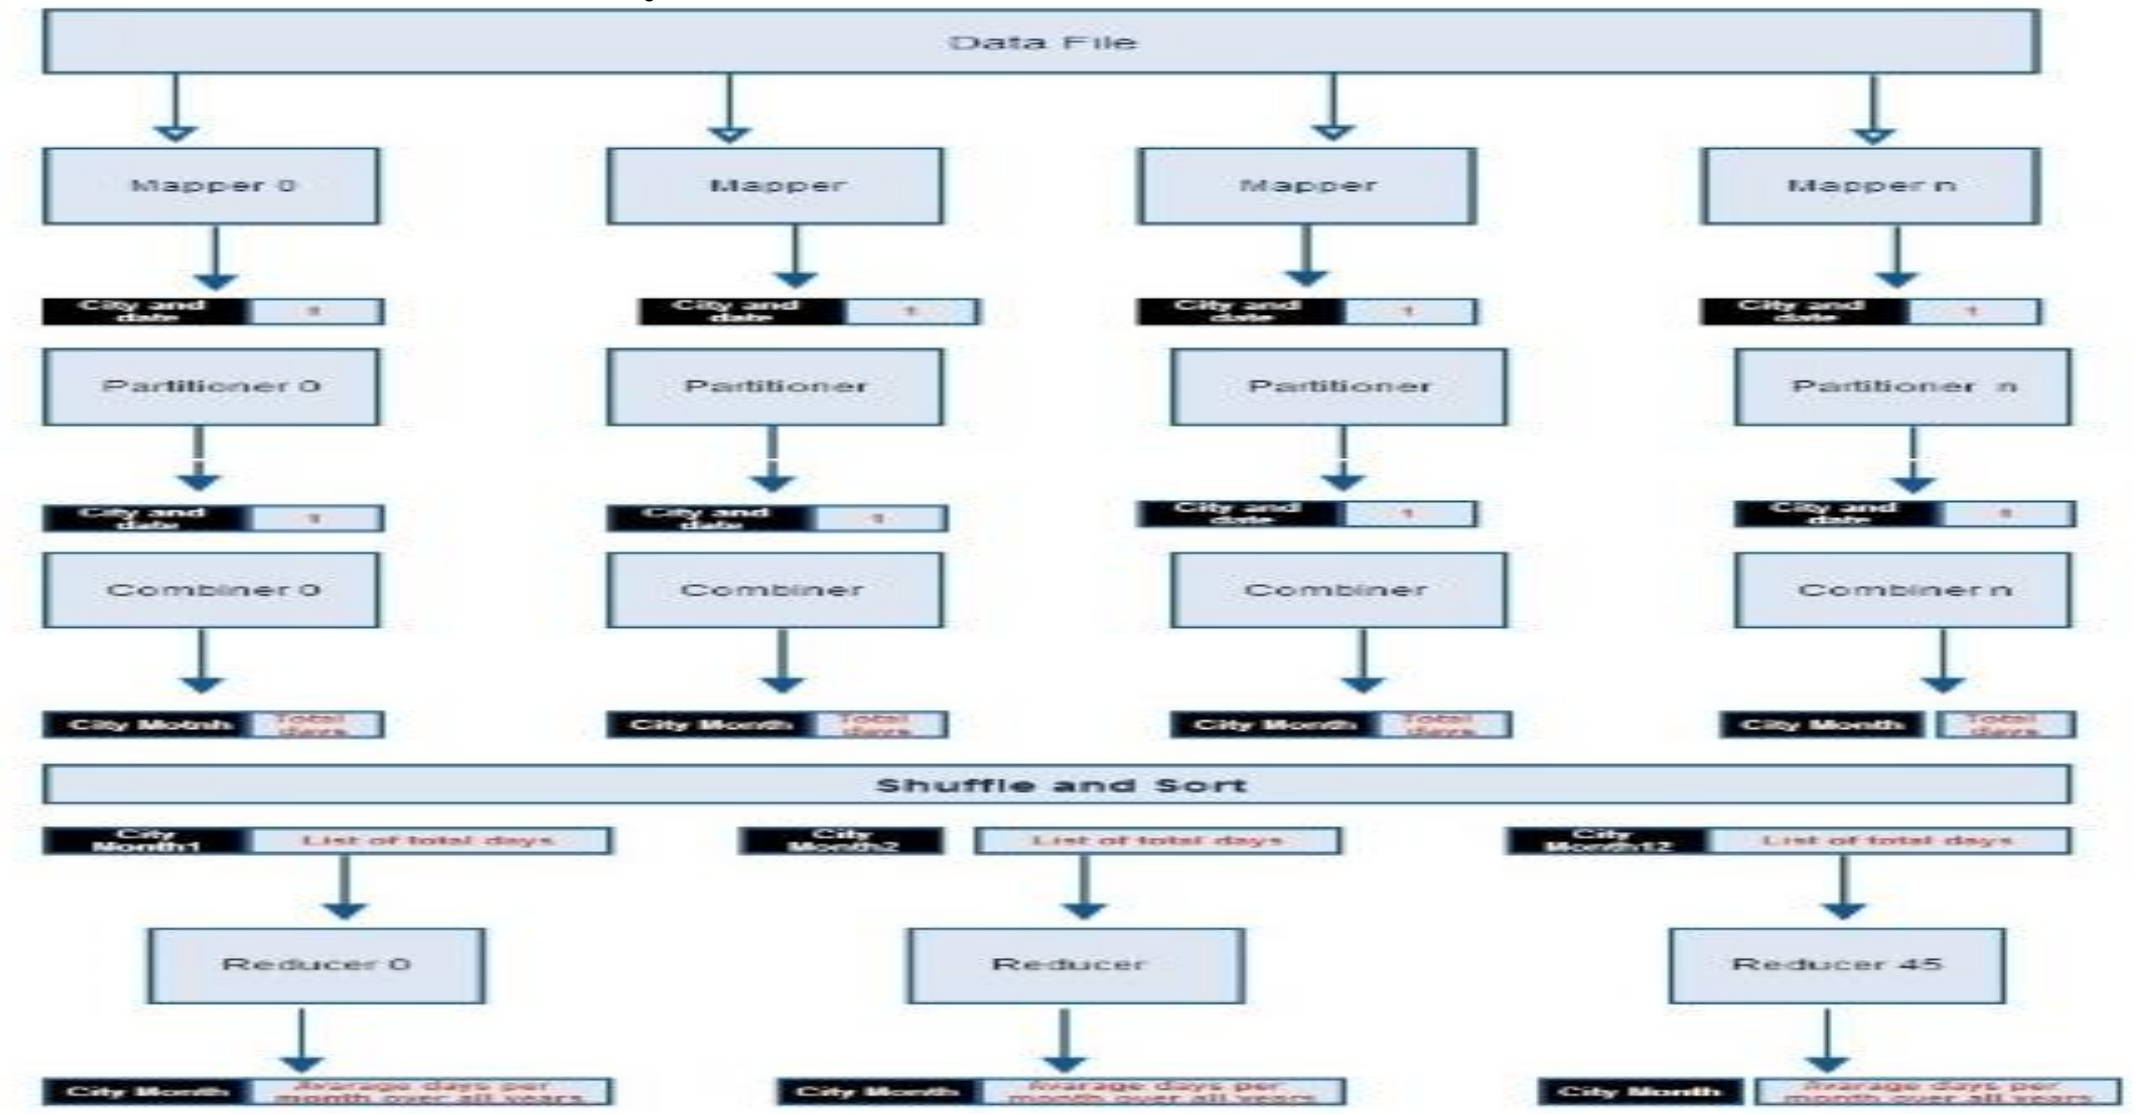 Data File
Mapper 0
Mapper
Mapper
Mapper n
City and
date
1
City and
date
1
City and
date
1
City and
date
1
Partitioner 0
Partitioner
Partitioner
Partitioner n
City and
date
1
City and
date
1
City and
date
1
City and
date
1
Combiner 0
Combiner
Combiner
Combiner n
City Motnh
Total
days
City Month
Total
days
City Month
Total
days
City Month
Total
days
Shuffle and Sort
City
Month1
List of total days
City
Month2
List of total days
City
Month12
List of total days
Reducer 0
Reducer
Reducer 45
City Month
Avarage days per
month over all years
City Month
Avarage days per
month over all years
City Month
Avarage days per
month over all years